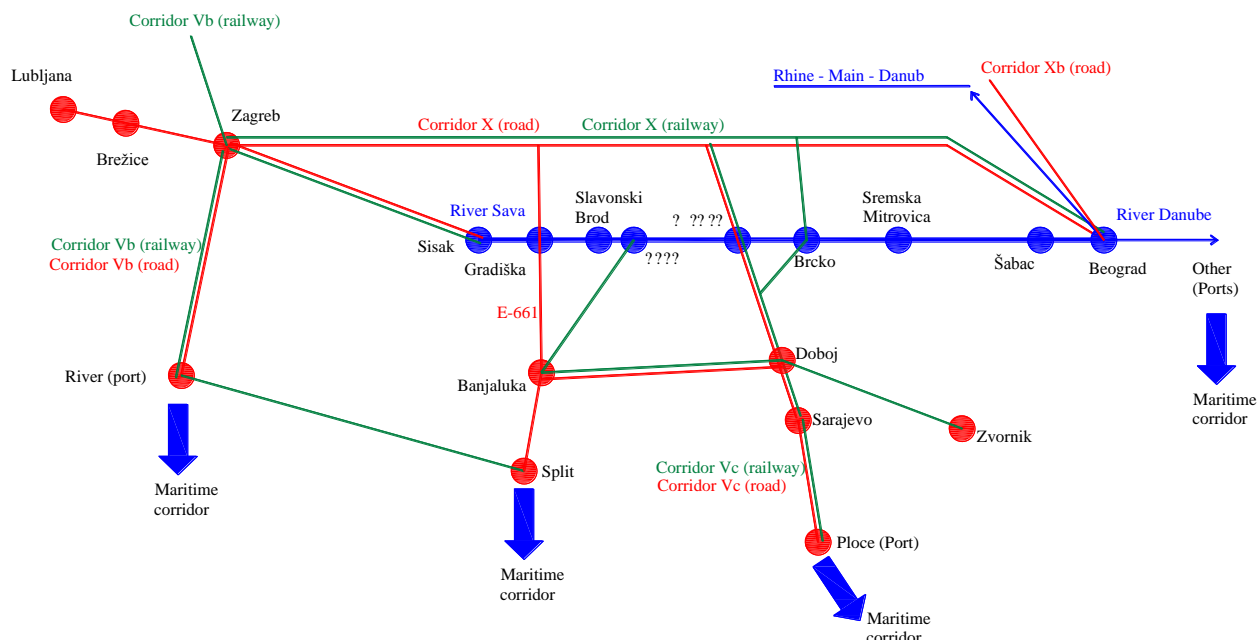 Corridor Vb (railway)
Lubljana
Rhine - Main - Danub
Corridor Xb (road)
Zagreb
Corridor X (road)
Corridor X (railway)
Brežice
River Sava
Slavonski
Brod
? ?? ??
Sremska
Mitrovica
River Danube
Corridor Vb (railway)
Corridor Vb (road)
Sisak
Gradiška
????
Brcko
Šabac
Beograd
Other
(Ports)
E-661
River (port)
Banjaluka
Doboj
Maritime
corridor
Sarajevo
Zvornik
Split
Corridor Vc (railway)
Corridor Vc (road)
Maritime
corridor
Ploce (Port)
Maritime
corridor
Maritime
corridor